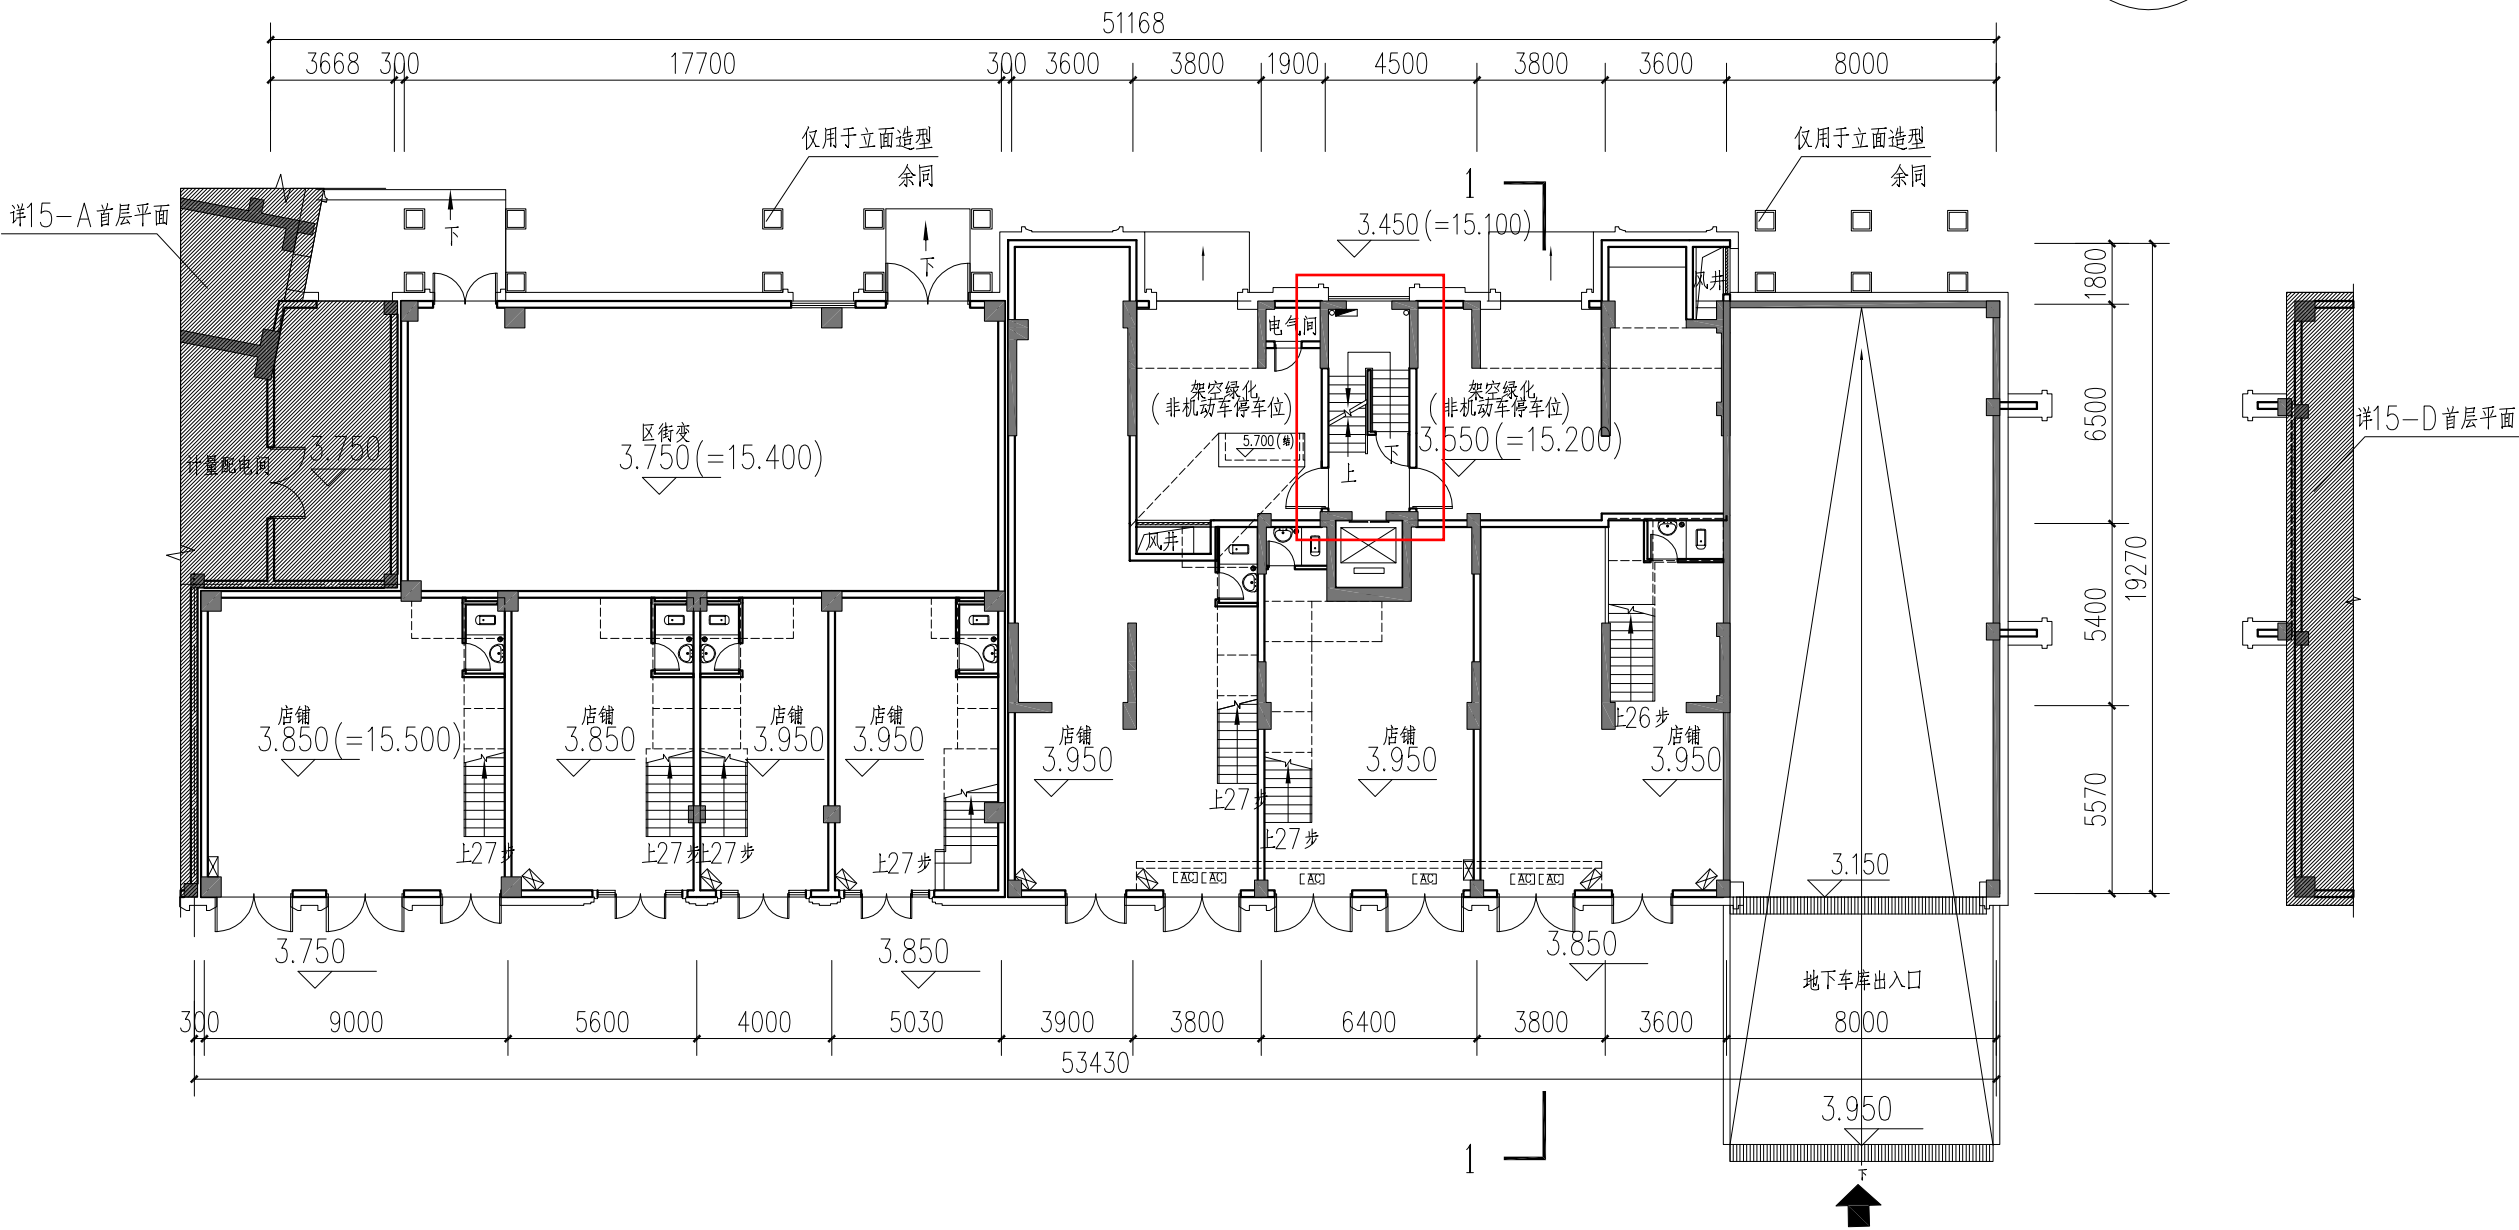 51168
3668 300 17700 300 3600 3800 1900 4500 3800 3600 8000
仅用于立面造型
余同
仅用于立面造型
余同
1
3.450(=15.100)
详15-A首层平面
下
下
风井
1800
电气间
架空绿化
(非机动车停车位)
架空绿化
(非机动车停车位)
6500
详15-D首层平面
区街变
3.750(=15.400)
3.750
计量配电间
5.700(结)
3.550(=15.200)
下
上
风井
19270
5400
店铺
3.850(=15.500)
店铺
3.850
店铺
3.950
店铺
3.950
店铺
3.950
店铺
3.950
上26步
店铺
3.950
5570
上27步
上27步
上27步
上27步
上27步
上27步
3.150
AC AC AC AC AC AC
3.750
3.850
3.850
地下车库出入口
300 9000 5600 4000 5030 3900 3800 6400 3800 3600 8000
53430
3.950
1
下